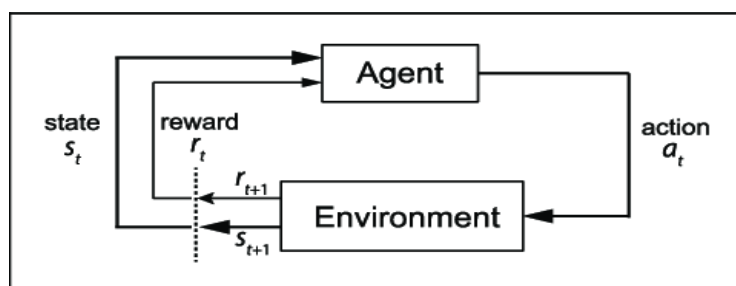 Agent
state
s_t
reward
r_t
action
a_t
r_{t+1}
Environment
s_{t+1}